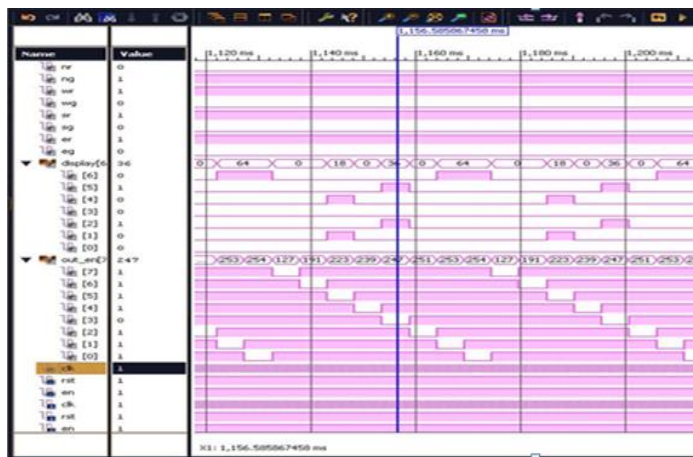 1,156.585867458 ms
Name Value 1,120 ms 1,140 ms 1,160 ms 1,180 ms 1,200 ms
nr 0
ng 1
wr 1
wg 0
sr 1
sg 0
er 1
eg 0
display[6 36 0 64 0 18 0 36 0 64 0 18 0 36 0 64
[6] 0
[5] 1
[4] 0
[3] 0
[2] 1
[1] 0
[0] 0
out_en[7 247 253 254 127 191 223 239 247 251 253 254 127 191 223 239 247 251 253
[7] 1
[6] 1
[5] 1
[4] 1
[3] 0
[2] 1
[1] 1
[0] 1
clk 1
rst 1
en 1
clk 1
rst 1
en 1
X1: 1,156.585867458 ms